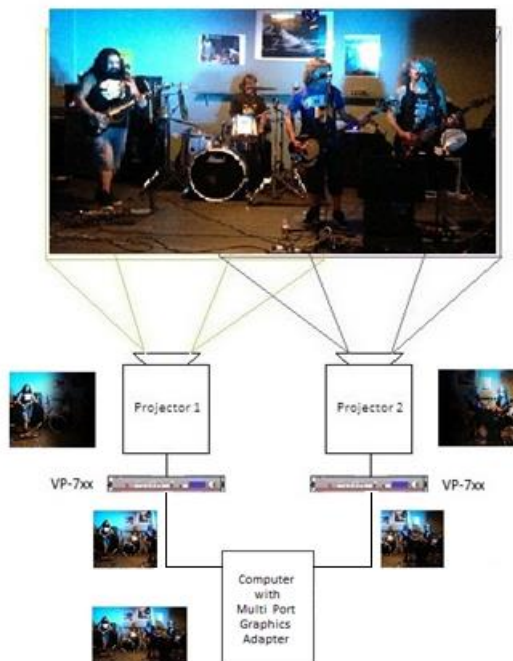 Projector 1
Projector 2
VP-7xx
VP-7xx
Computer
with
Multi Port
Graphics
Adapter